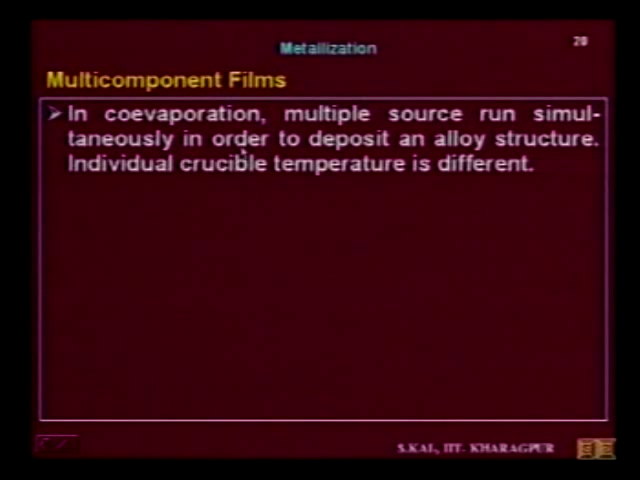 Metallization
20
Multicomponent Films
➢ In coevaporation, multiple source run simul-
taneously in order to deposit an alloy structure.
Individual crucible temperature is different.
S.KAL, IIT- KHARAGPUR